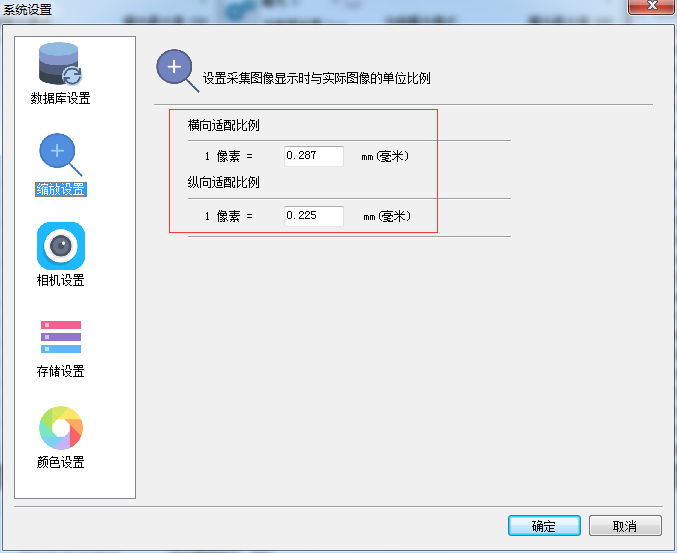 系统设置
数据库设置
缩放设置
相机设置
存储设置
颜色设置
设置采集图像显示时与实际图像的单位比例
横向适配比例
1 像素 = 0.287 mm(毫米)
纵向适配比例
1 像素 = 0.225 mm(毫米)
确定 取消